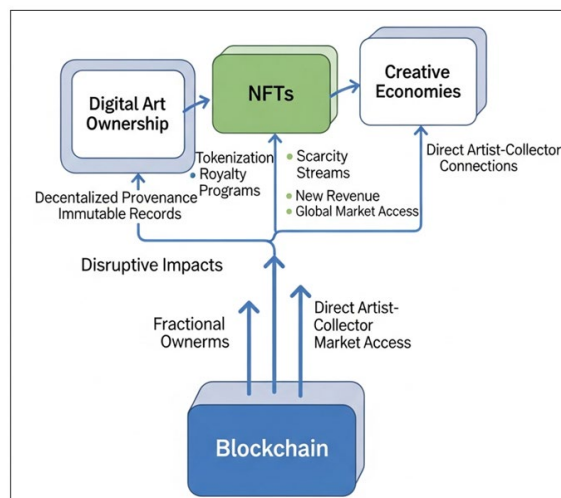 Digital Art
Ownership
NFTs
Creative
Economies
Tokenization
Royalty
Programs
Scarcity
Streams
New Revenue
Global Market Access
Direct Artist-Collector
Connections
Decentalized Provenance
Immutable Records
Disruptive Impacts
Fractional
Ownerms
Direct Artist-
Collector
Market Access
Blockchain